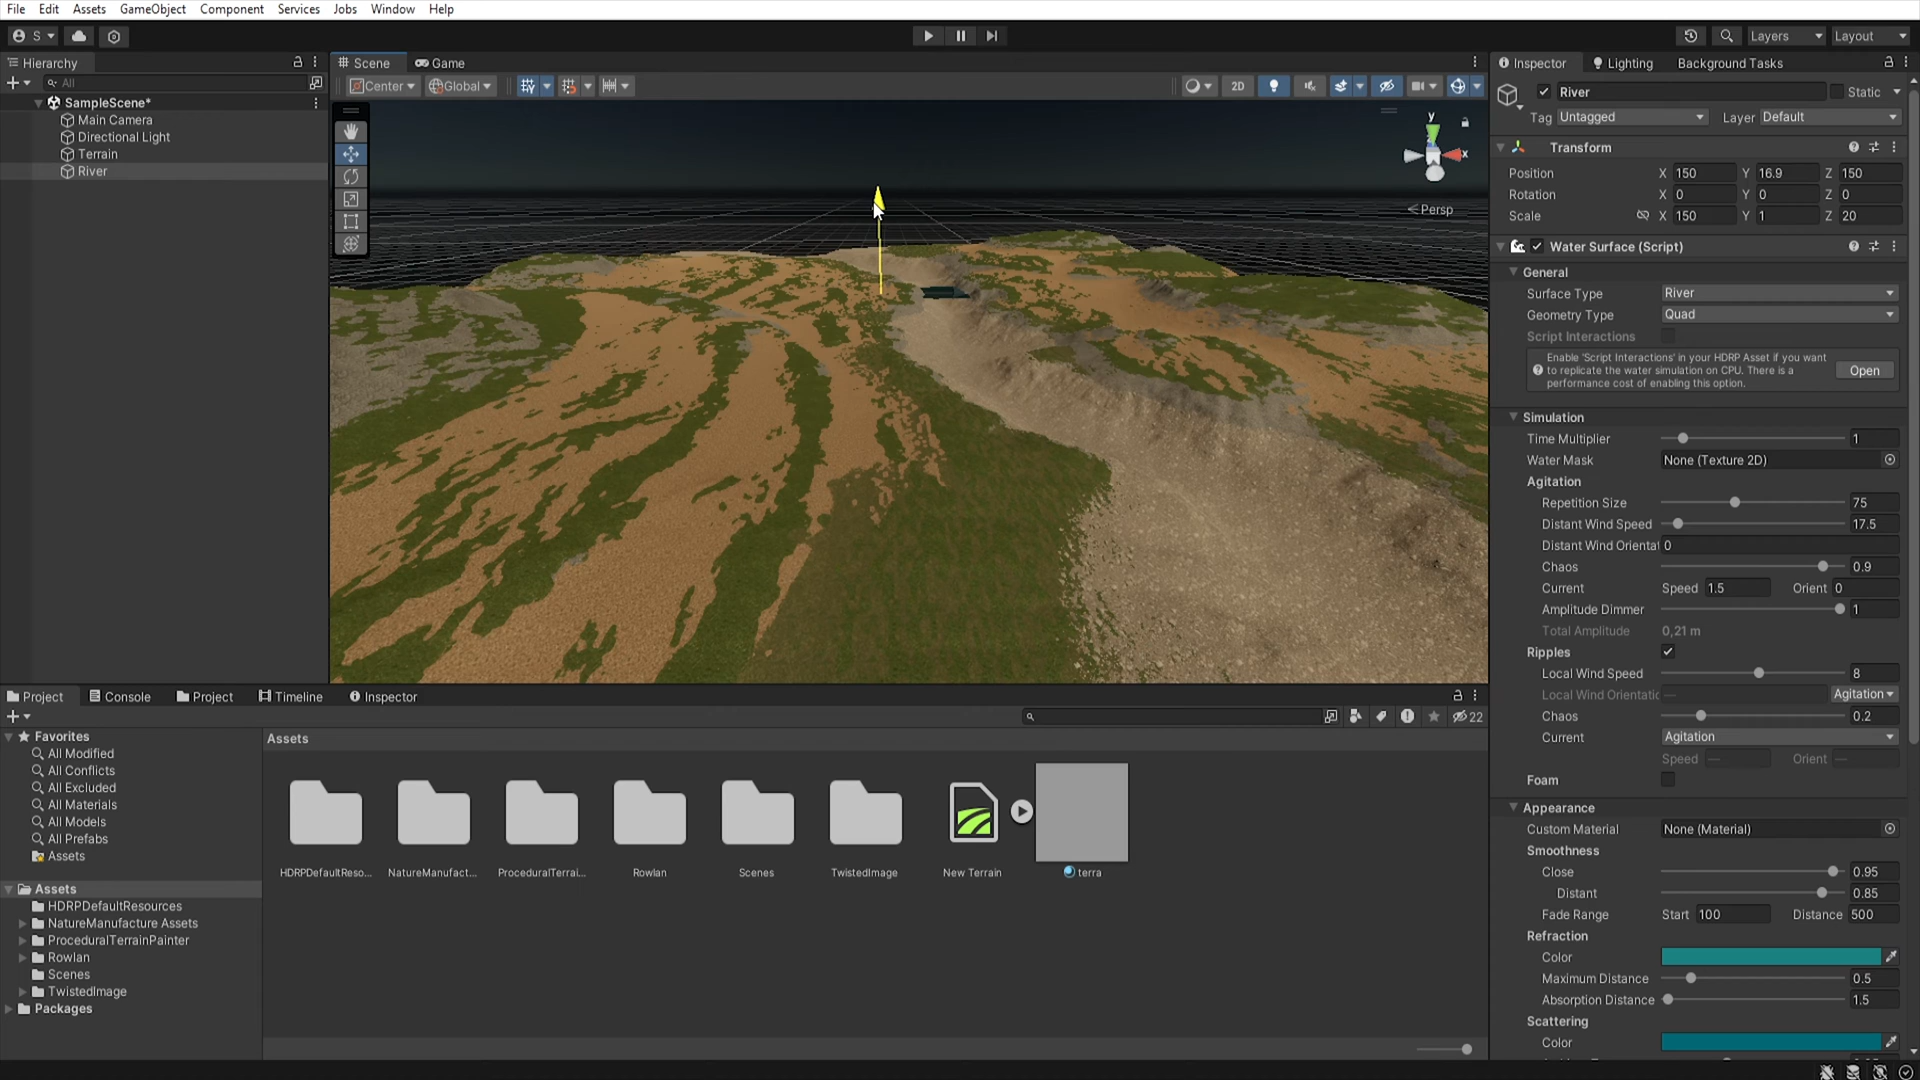 File Edit Assets GameObject Component Services Jobs Window Help
S Layers Layout
Hierarchy
All
SampleScene*
Main Camera
Directional Light
Terrain
River
Scene Game
Center Global 2D
y
x
Persp
Inspector Lighting Background Tasks
River Static
Tag Untagged Layer Default
Transform
Position X 150 Y 16.9 Z 150
Rotation X 0 Y 0 Z 0
Scale X 150 Y 1 Z 20
Water Surface (Script)
General
Surface Type River
Geometry Type Quad
Script Interactions
Enable 'Script Interactions' in your HDRP Asset if you want
to replicate the water simulation on CPU. There is a
performance cost of enabling this option.
Open
Simulation
Time Multiplier 1
Water Mask None (Texture 2D)
Agitation
Repetition Size 75
Distant Wind Speed 17.5
Distant Wind Orientat 0
Chaos 0.9
Current Speed 1.5 Orient 0
Amplitude Dimmer 1
Total Amplitude 0,21 m
Ripples
Local Wind Speed 8
Local Wind Orientatic — Agitation
Chaos 0.2
Current Agitation
Speed — Orient —
Foam
Appearance
Custom Material None (Material)
Smoothness
Close 0.95
Distant 0.85
Fade Range Start 100 Distance 500
Refraction
Color
Maximum Distance 0.5
Absorption Distance 1.5
Scattering
Color
Project Console Project Timeline Inspector
22
Favorites
All Modified
All Conflicts
All Excluded
All Materials
All Models
All Prefabs
Assets
Assets
HDRPDefaultResources
NatureManufacture Assets
ProceduralTerrainPainter
Rowlan
Scenes
TwistedImage
Packages
Assets
HDRPDefaultReso... NatureManufact... ProceduralTerrai... Rowlan Scenes TwistedImage New Terrain terra